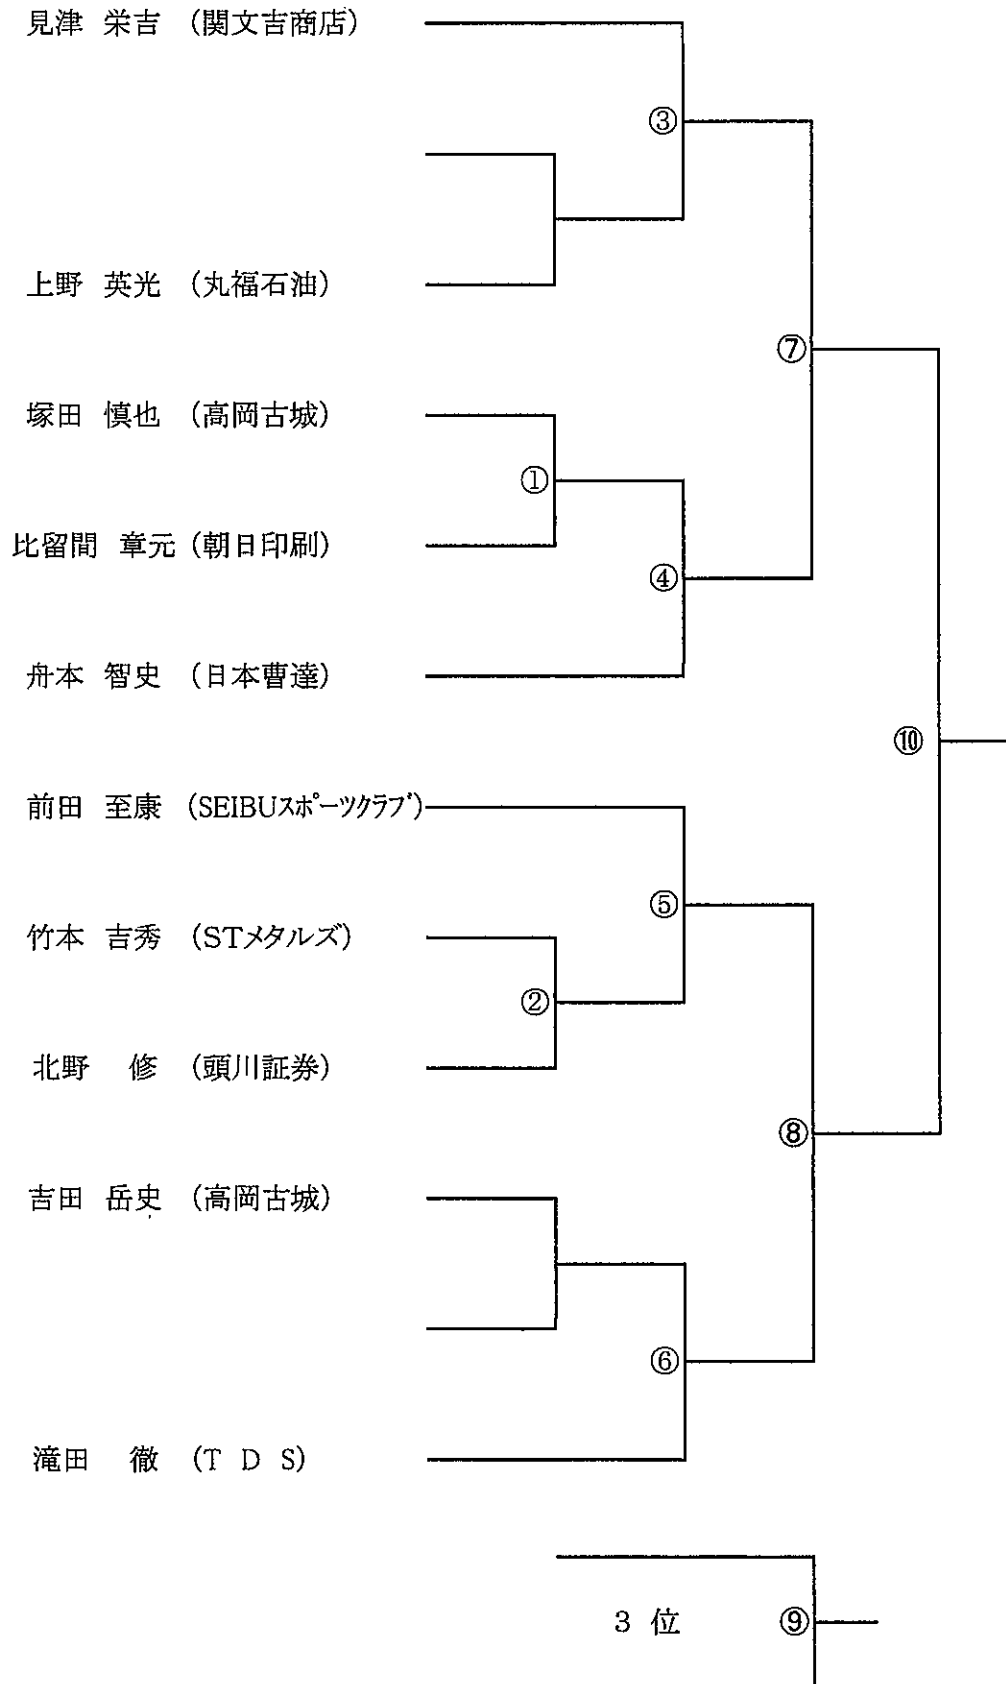 見津 栄吉 (関文吉商店)
③
上野 英光 (丸福石油)
⑦
塚田 慎也 (高岡古城)
①
比留間 章元 (朝日印刷)
④
舟本 智史 (日本曹達)
⑩
前田 至康 (SEIBUスポーツクラブ)
⑤
竹本 吉秀 (STメタルズ)
②
北野 修 (頭川証券)
⑧
吉田 岳史 (高岡古城)
⑥
滝田 徹 (T D S)
3 位 ⑨